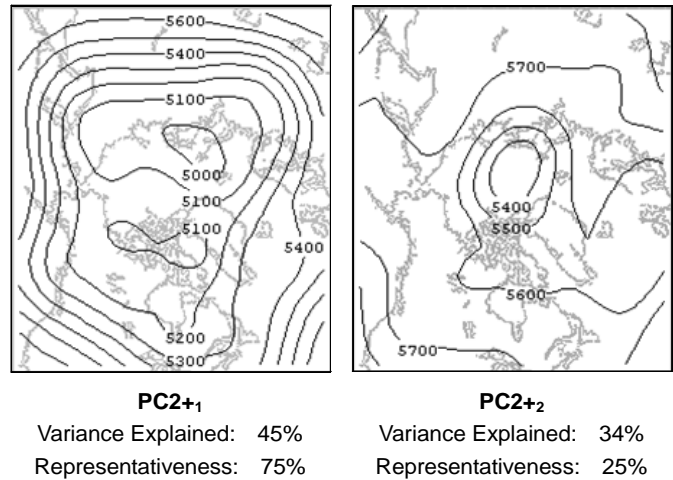 5600
5400
5100
5000
5100
5100
5400
5200
5300
5700
5400
5500
5600
5700
PC2+₁
Variance Explained: 45%
Representativeness: 75%
PC2+₂
Variance Explained: 34%
Representativeness: 25%